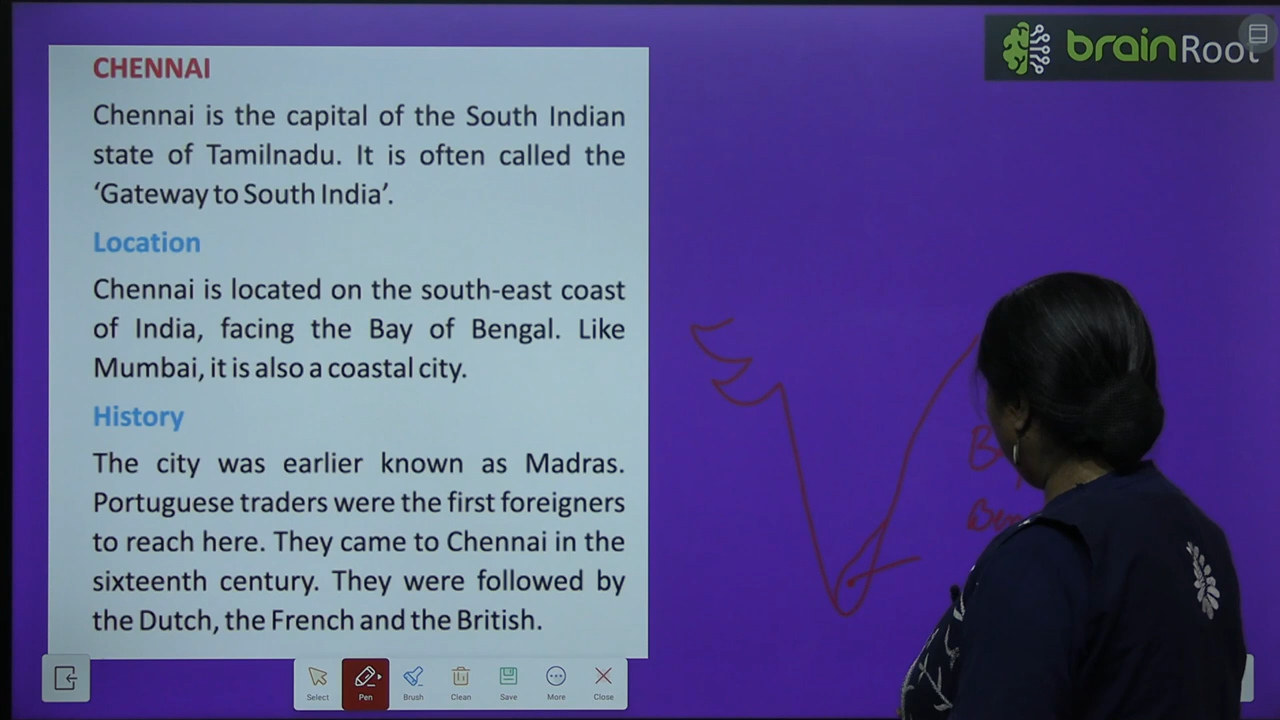 brainRoot
CHENNAI
Chennai is the capital of the South Indian
state of Tamilnadu. It is often called the
‘Gateway to South India’.
Location
Chennai is located on the south-east coast
of India, facing the Bay of Bengal. Like
Mumbai, it is also a coastal city.
History
The city was earlier known as Madras.
Portuguese traders were the first foreigners
to reach here. They came to Chennai in the
sixteenth century. They were followed by
the Dutch, the French and the British.
Select
Pen
Brush
Clean
Save
More
Close